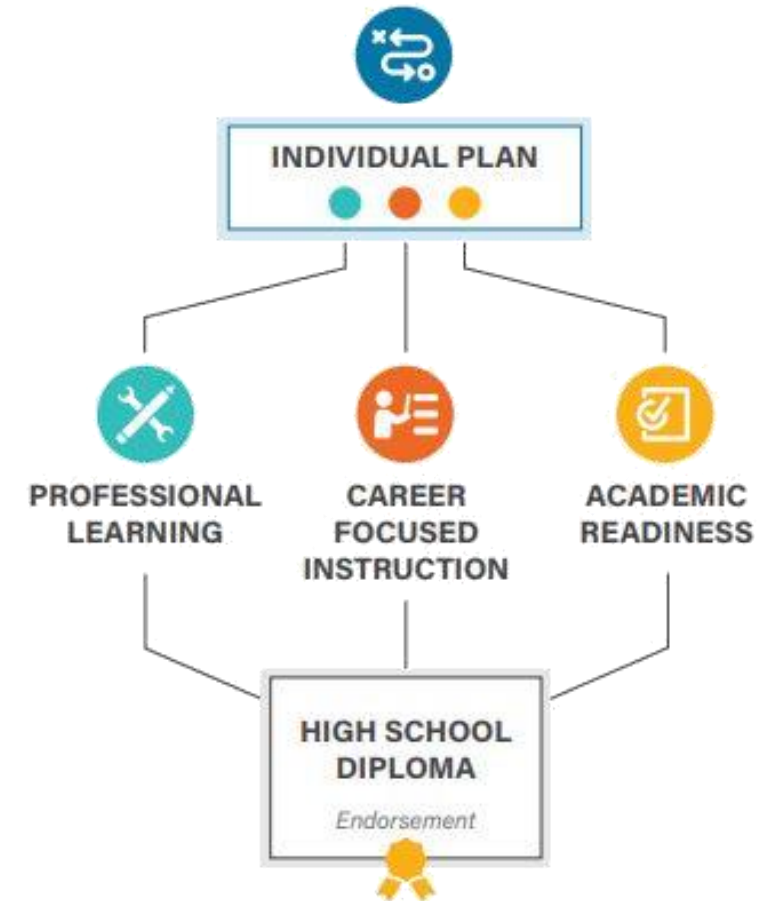 INDIVIDUAL PLAN
PROFESSIONAL
LEARNING
CAREER
FOCUSED
INSTRUCTION
ACADEMIC
READINESS
HIGH SCHOOL
DIPLOMA
Endorsement